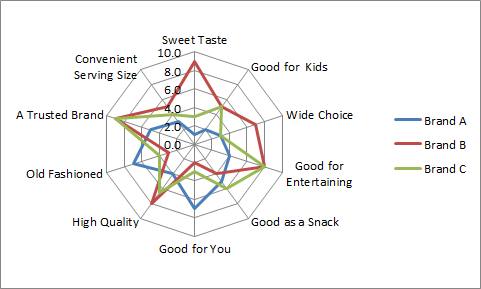 Sweet Taste
Good for Kids
Wide Choice
Good for
Entertaining
Good as a Snack
Good for You
High Quality
Old Fashioned
A Trusted Brand
Convenient
Serving Size
10.0
8.0
6.0
4.0
2.0
0.0
Brand A
Brand B
Brand C